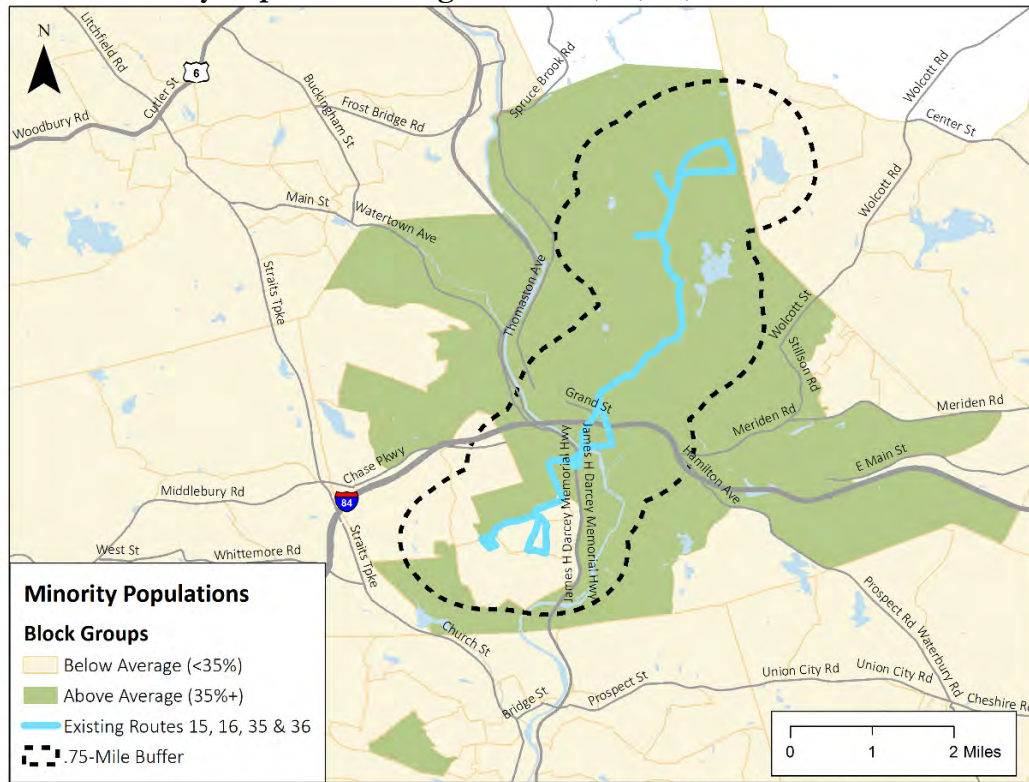 N
Litchfield Rd
Cutler St
6
Woodbury Rd
Buckingham St
Frost Bridge Rd
Spruce Brook Rd
Wolcott Rd
Center St
Wolcott Rd
Main St
Watertown Ave
Straits Tpke
Thomaston Ave
Wolcott St
Stillson Rd
Grand St
Meriden Rd
Meriden Rd
James H Darcey Memorial Hwy
James H Darcey Memorial Hwy
Hamilton Ave
E Main St
Chase Pkwy
Middlebury Rd
84
Straits Tpke
West St
Whittemore Rd
Church St
Bridge St
Prospect St
Union City Rd
Union City Rd
Prospect Rd
Waterbury Rd
Cheshire Rd
Minority Populations
Block Groups
Below Average (<35%)
Above Average (35%+)
Existing Routes 15, 16, 35 & 36
.75-Mile Buffer
0 1 2 Miles